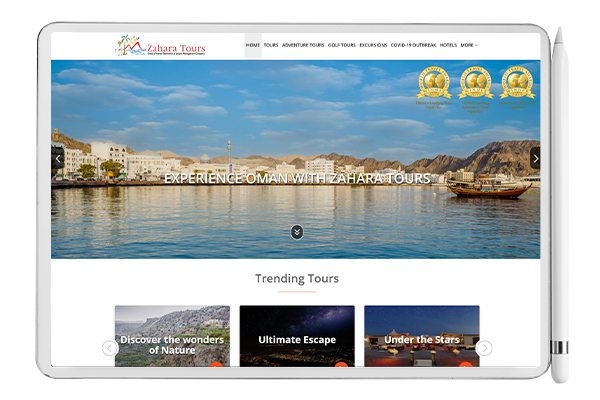 Zahara Tours
HOME TOURS ADVENTURE TOURS GOLF TOURS EXCURSIONS COVID-19 OUTBREAK HOTELS MORE
EXPERIENCE OMAN WITH ZAHARA TOURS
Trending Tours
Discover the wonders
of Nature
Ultimate Escape
Under the Stars